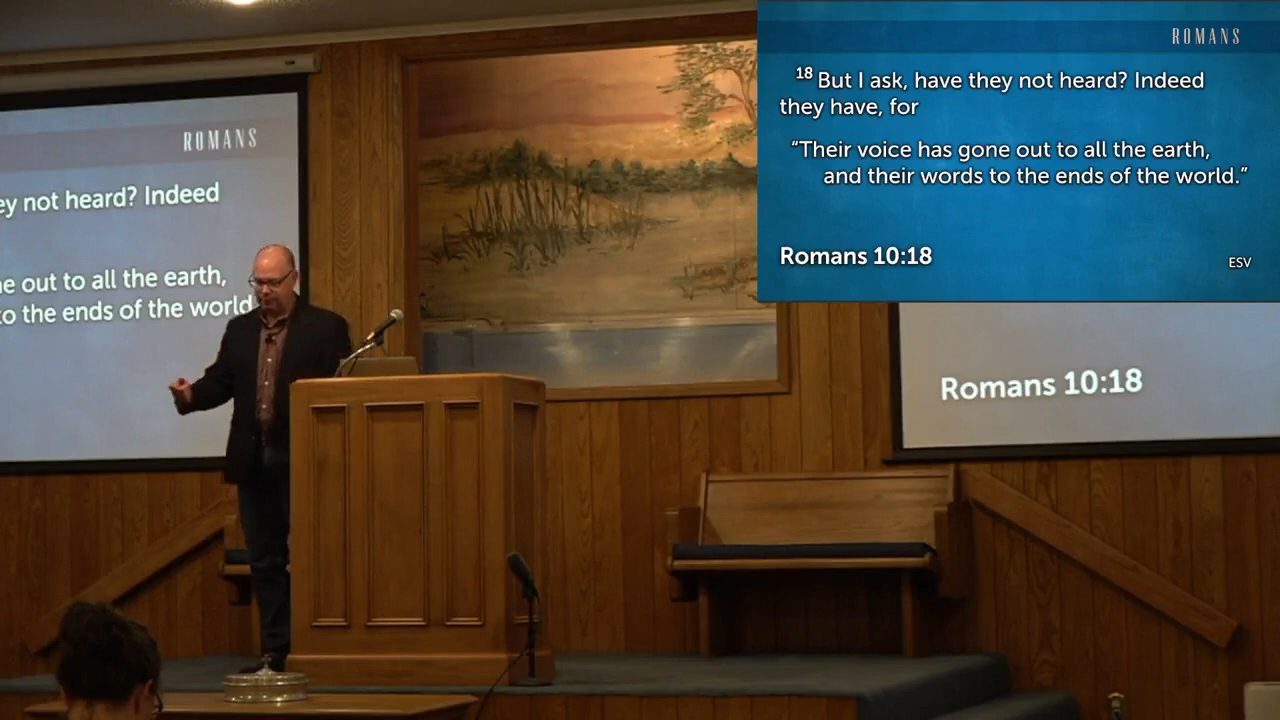 ROMANS
18 But I ask, have they not heard? Indeed
they have, for
“Their voice has gone out to all the earth,
and their words to the ends of the world.”
Romans 10:18
ESV
ROMANS
ey not heard? Indeed
e out to all the earth,
to the ends of the world
Romans 10:18